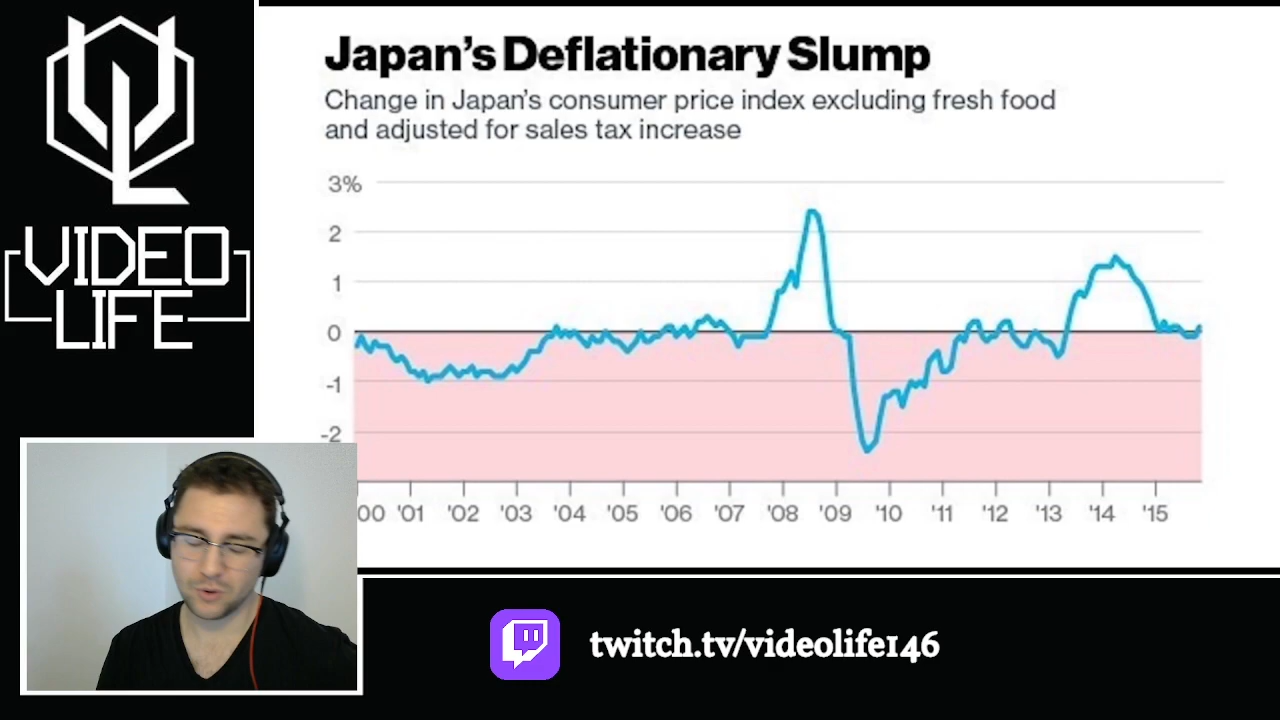 VIDEO
LIFE
Japan's Deflationary Slump
Change in Japan's consumer price index excluding fresh food
and adjusted for sales tax increase
3%
2
1
0
-1
-2
00 '01 '02 '03 '04 '05 '06 '07 '08 '09 '10 '11 '12 '13 '14 '15
twitch.tv/videolife146